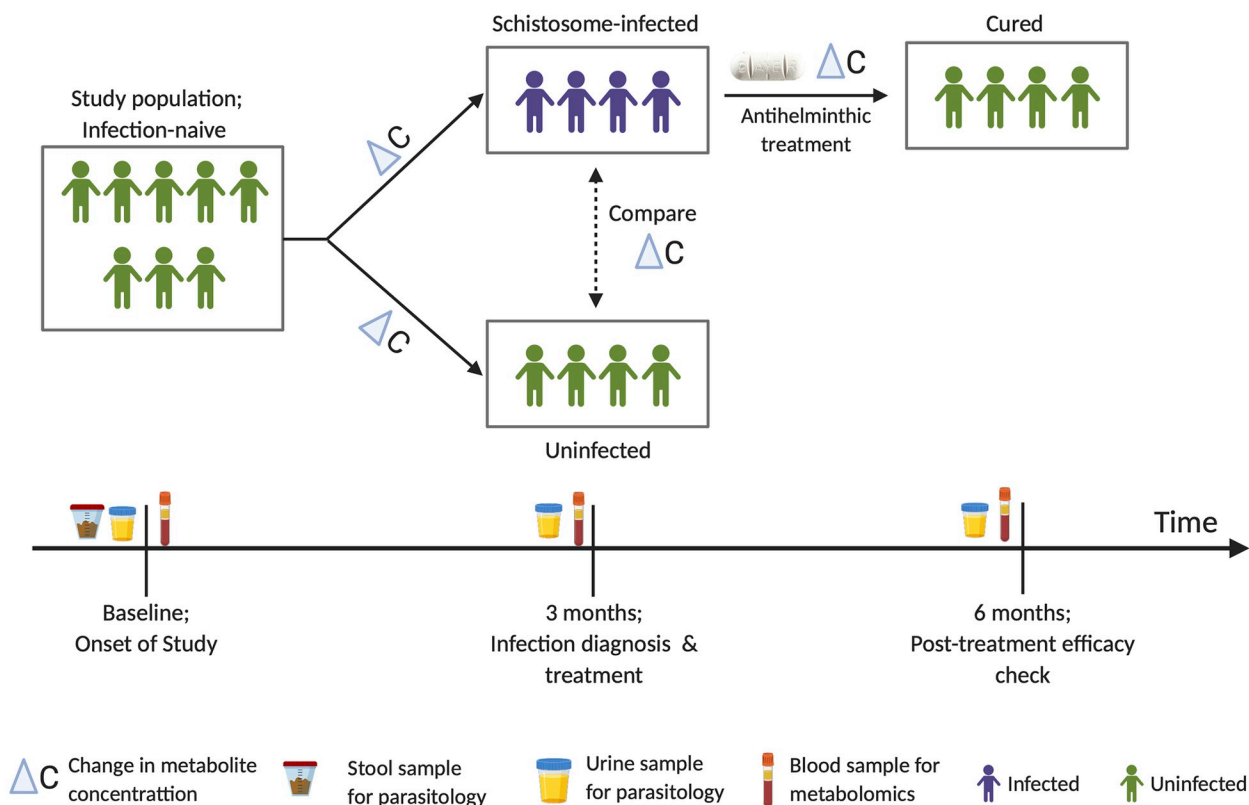 Schistosome-infected
Cured
Study population;
Infection-naive
ΔC
ΔC
Antihelminthic
treatment
Compare
ΔC
ΔC
Uninfected
Time
Baseline;
Onset of Study
3 months;
Infection diagnosis &
treatment
6 months;
Post-treatment efficacy
check
ΔC
Change in metabolite
concentrattion
Stool sample
for parasitology
Urine sample
for parasitology
Blood sample for
metabolomics
Infected
Uninfected